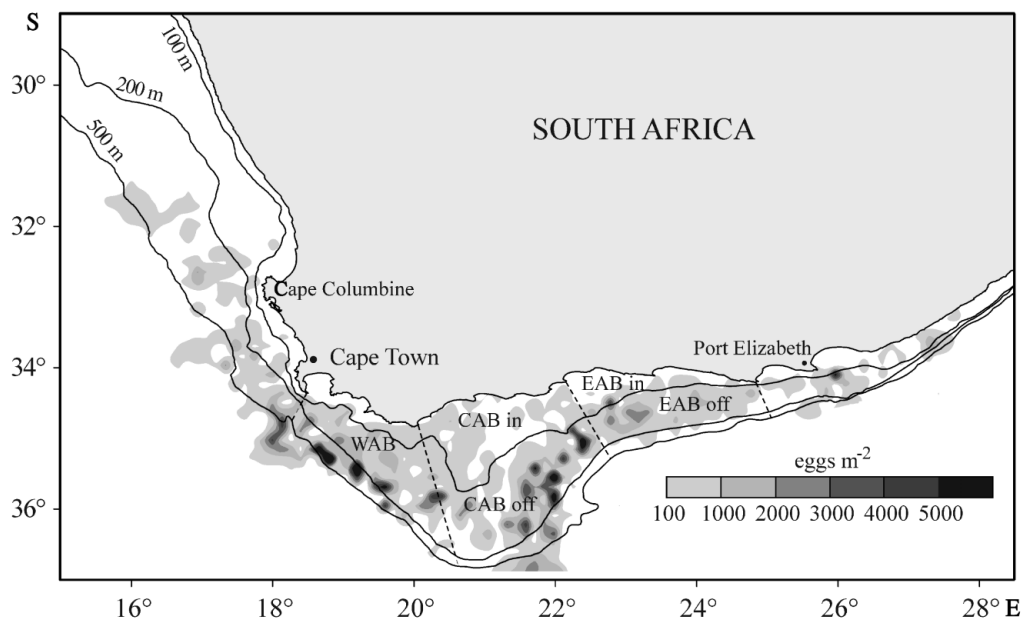 S
100 m
30°
200 m
500 m
SOUTH AFRICA
32°
Cape Columbine
34°
Cape Town
Port Elizabeth
EAB in
CAB in
EAB off
WAB
eggs m-2
CAB off
36°
100 1000 2000 3000 4000 5000
16° 18° 20° 22° 24° 26° 28° E